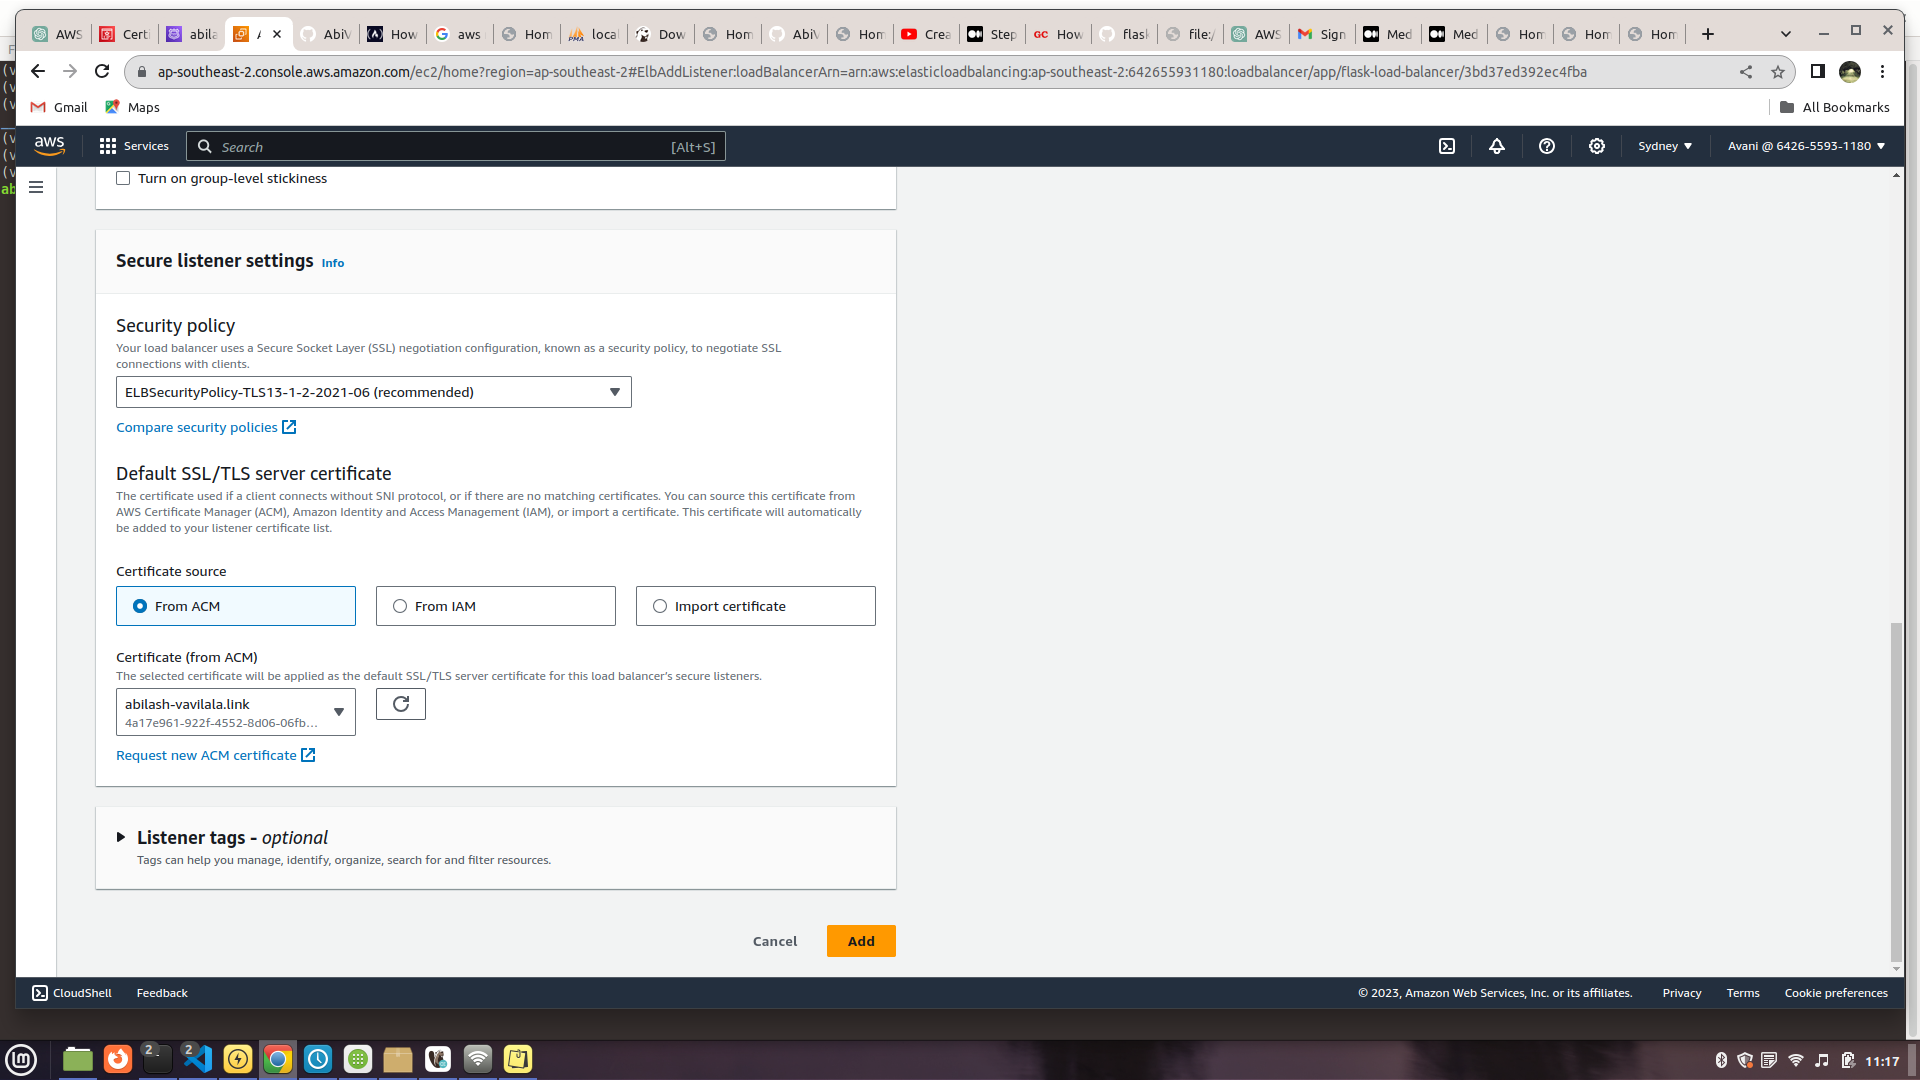 AWS
Certi
abila
AbiV
How
aws
Hom
local
Dow
Hom
AbiV
Hom
Crea
Step
GC How
flask
file:/
AWS
Sign
Med
Med
Hom
Hom
Hom
ap-southeast-2.console.aws.amazon.com/ec2/home?region=ap-southeast-2#ElbAddListener:loadBalancerArn=arn:aws:elasticloadbalancing:ap-southeast-2:642655931180:loadbalancer/app/flask-load-balancer/3bd37ed392ec4fba
Gmail
Maps
All Bookmarks
aws
Services
Search
[Alt+S]
Sydney
Avani @ 6426-5593-1180
Turn on group-level stickiness
Secure listener settings Info
Security policy
Your load balancer uses a Secure Socket Layer (SSL) negotiation configuration, known as a security policy, to negotiate SSL
connections with clients.
ELBSecurityPolicy-TLS13-1-2-2021-06 (recommended)
Compare security policies
Default SSL/TLS server certificate
The certificate used if a client connects without SNI protocol, or if there are no matching certificates. You can source this certificate from
AWS Certificate Manager (ACM), Amazon Identity and Access Management (IAM), or import a certificate. This certificate will automatically
be added to your listener certificate list.
Certificate source
From ACM
From IAM
Import certificate
Certificate (from ACM)
The selected certificate will be applied as the default SSL/TLS server certificate for this load balancer's secure listeners.
abilash-vavilala.link
4a17e961-922f-4552-8d06-06fb...
Request new ACM certificate
Listener tags - optional
Tags can help you manage, identify, organize, search for and filter resources.
Cancel
Add
CloudShell
Feedback
© 2023, Amazon Web Services, Inc. or its affiliates.
Privacy
Terms
Cookie preferences
2
2
11:17